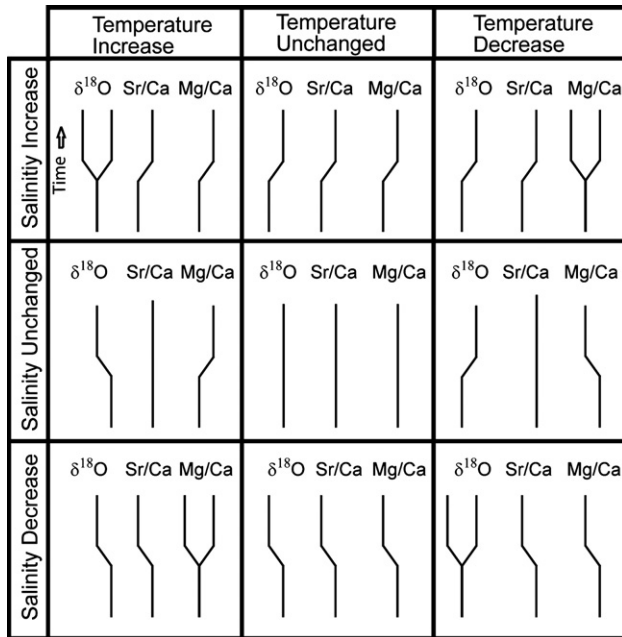 Temperature Increase
Temperature Unchanged
Temperature Decrease
Salinitiy Increase
Time ⇧
δ¹⁸O Sr/Ca Mg/Ca
δ¹⁸O Sr/Ca Mg/Ca
δ¹⁸O Sr/Ca Mg/Ca
Salinity Unchanged
δ¹⁸O Sr/Ca Mg/Ca
δ¹⁸O Sr/Ca Mg/Ca
δ¹⁸O Sr/Ca Mg/Ca
Salinity Decrease
δ¹⁸O Sr/Ca Mg/Ca
δ¹⁸O Sr/Ca Mg/Ca
δ¹⁸O Sr/Ca Mg/Ca